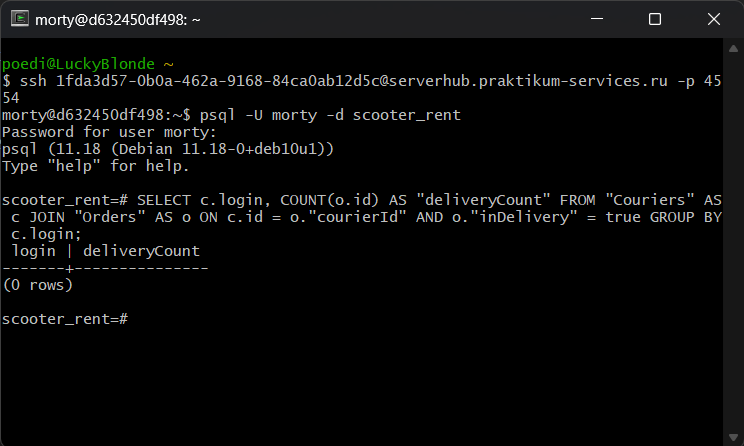 morty@d632450df498: ~
poedi@LuckyBlonde ~
$ ssh 1fda3d57-0b0a-462a-9168-84ca0ab12d5c@serverhub.praktikum-services.ru -p 45
54
morty@d632450df498:~$ psql -U morty -d scooter_rent
Password for user morty:
psql (11.18 (Debian 11.18-0+deb10u1))
Type "help" for help.
scooter_rent=# SELECT c.login, COUNT(o.id) AS "deliveryCount" FROM "Couriers" AS
c JOIN "Orders" AS o ON c.id = o."courierId" AND o."inDelivery" = true GROUP BY
c.login;
login | deliveryCount
-------+---------------
(0 rows)
scooter_rent=#